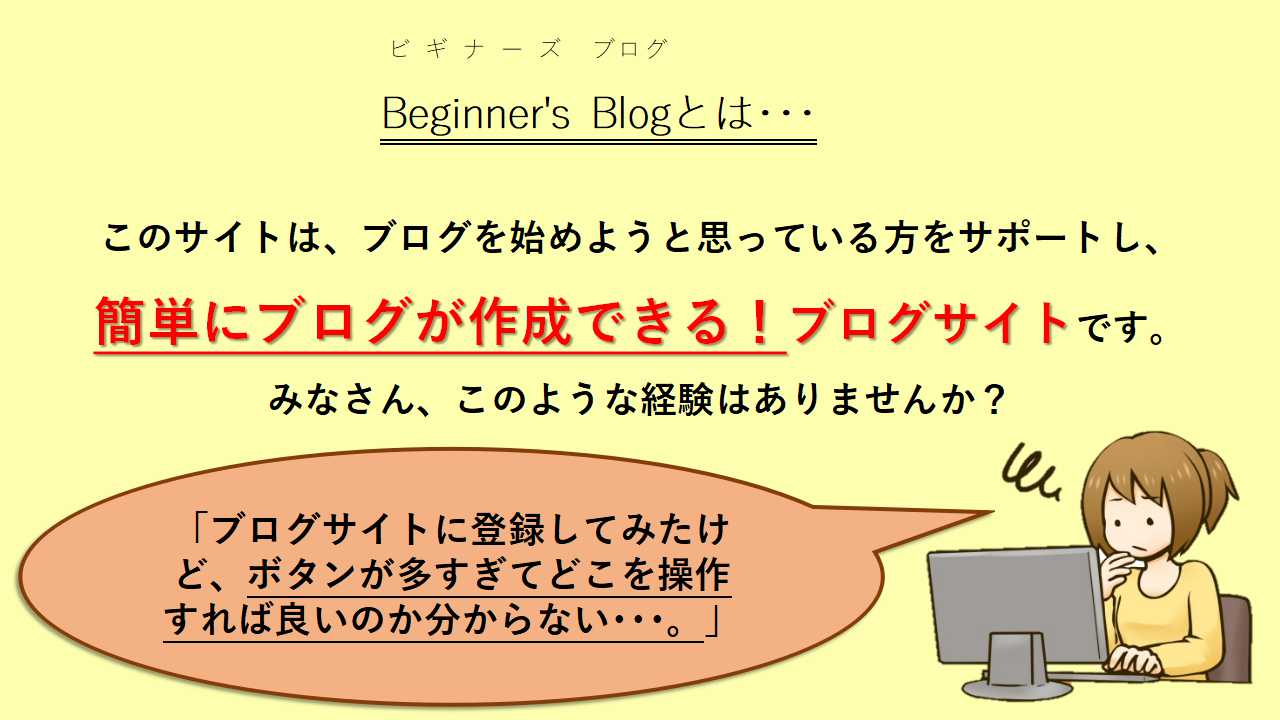 ビギナーズ ブログ
Beginner's Blogとは･･･
このサイトは、ブログを始めようと思っている方をサポートし、
簡単にブログが作成できる！ブログサイトです。
みなさん、このような経験はありませんか？
「ブログサイトに登録してみたけ
ど、ボタンが多すぎてどこを操作
すれば良いのか分からない･･･。」